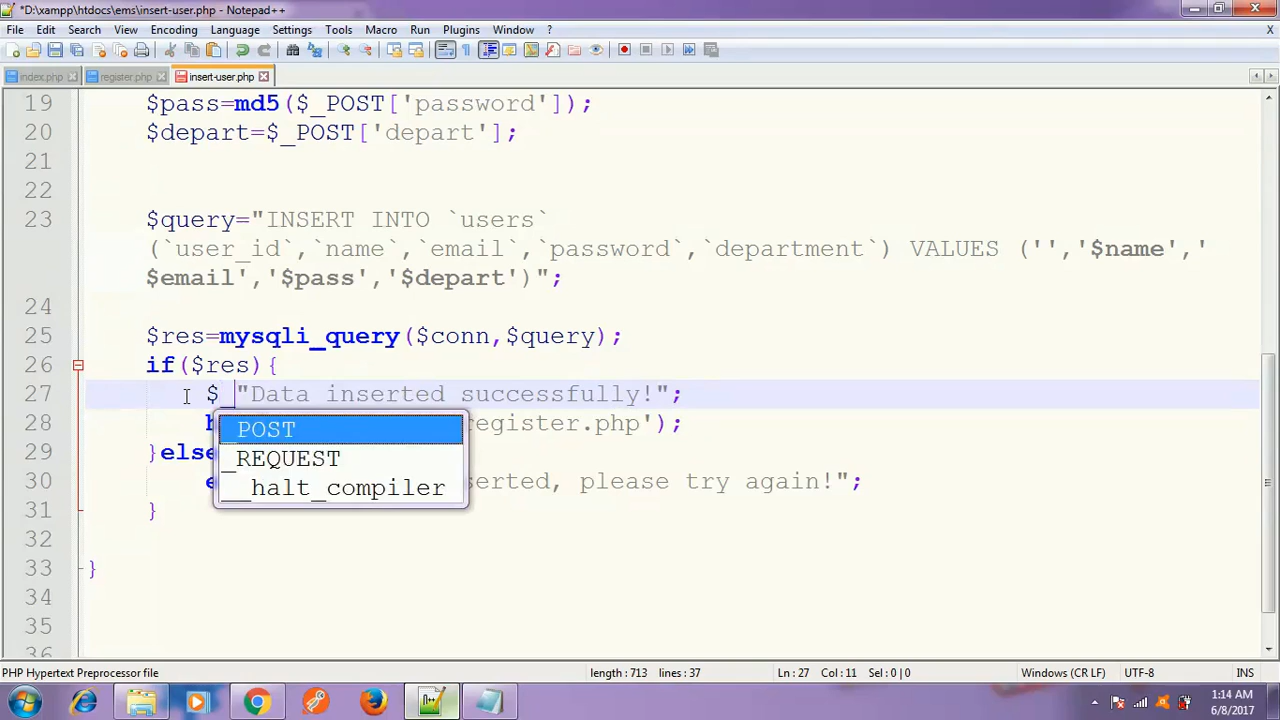 *D:\xampp\htdocs\ems\insert-user.php - Notepad++
File Edit Search View Encoding Language Settings Tools Macro Run Plugins Window ? X
index.php register.php insert-user.php
19 $pass=md5($_POST['password']);
20 $depart=$_POST['depart'];
21
22
23 $query="INSERT INTO `users`
(`user_id`,`name`,`email`,`password`,`department`) VALUES ('','$name','
$email','$pass','$depart')";
24
25 $res=mysqli_query($conn,$query);
26 if($res){
27 $_"Data inserted successfully!";
28 register.php');
29 }else
30 serted, please try again!";
31 }
32
33 }
34
35
36
_POST
_REQUEST
__halt_compiler
PHP Hypertext Preprocessor file length : 713 lines : 37 Ln : 27 Col : 11 Sel : 0 | 0 Windows (CR LF) UTF-8 INS
1:14 AM
6/8/2017